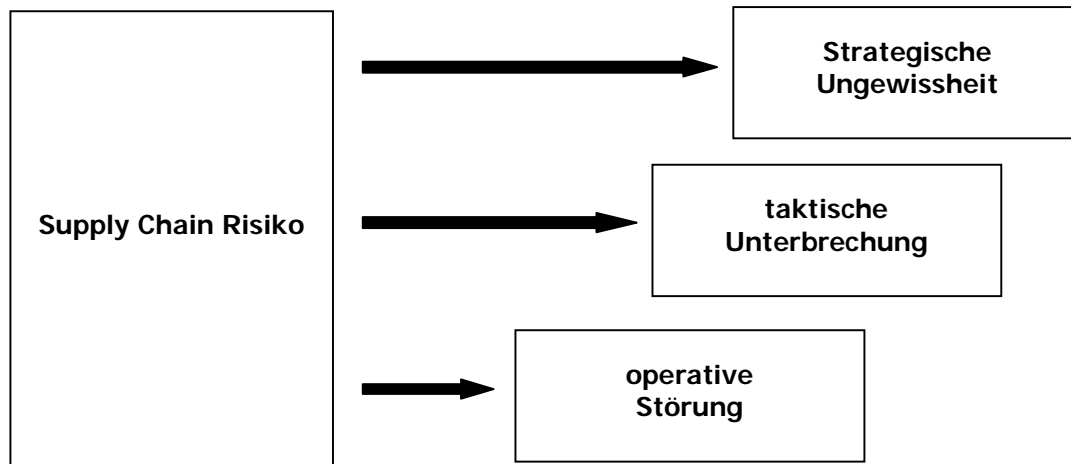 Strategische
Ungewissheit
Supply Chain Risiko
taktische
Unterbrechung
operative
Störung